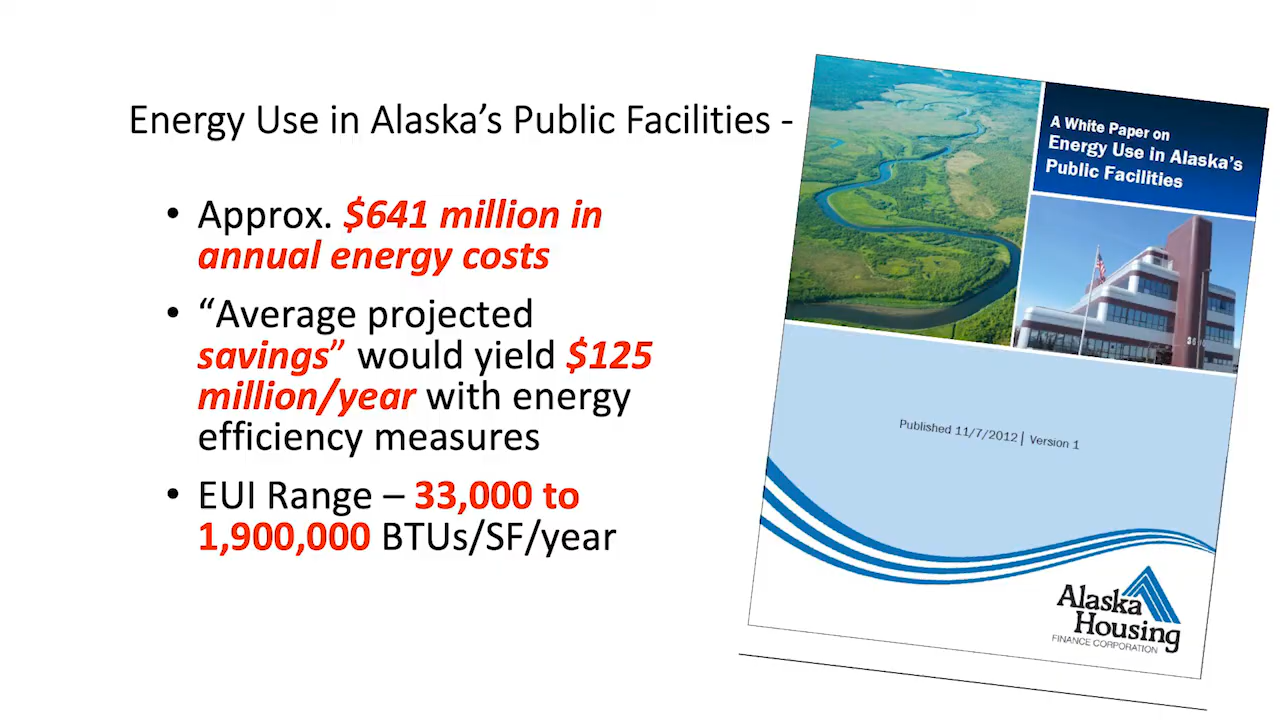 Energy Use in Alaska’s Public Facilities -
• Approx. $641 million in
annual energy costs
• “Average projected
savings” would yield $125
million/year with energy
efficiency measures
• EUI Range – 33,000 to
1,900,000 BTUs/SF/year
A White Paper on
Energy Use in Alaska’s
Public Facilities
Published 11/7/2012| Version 1
Alaska
Housing
FINANCE CORPORATION